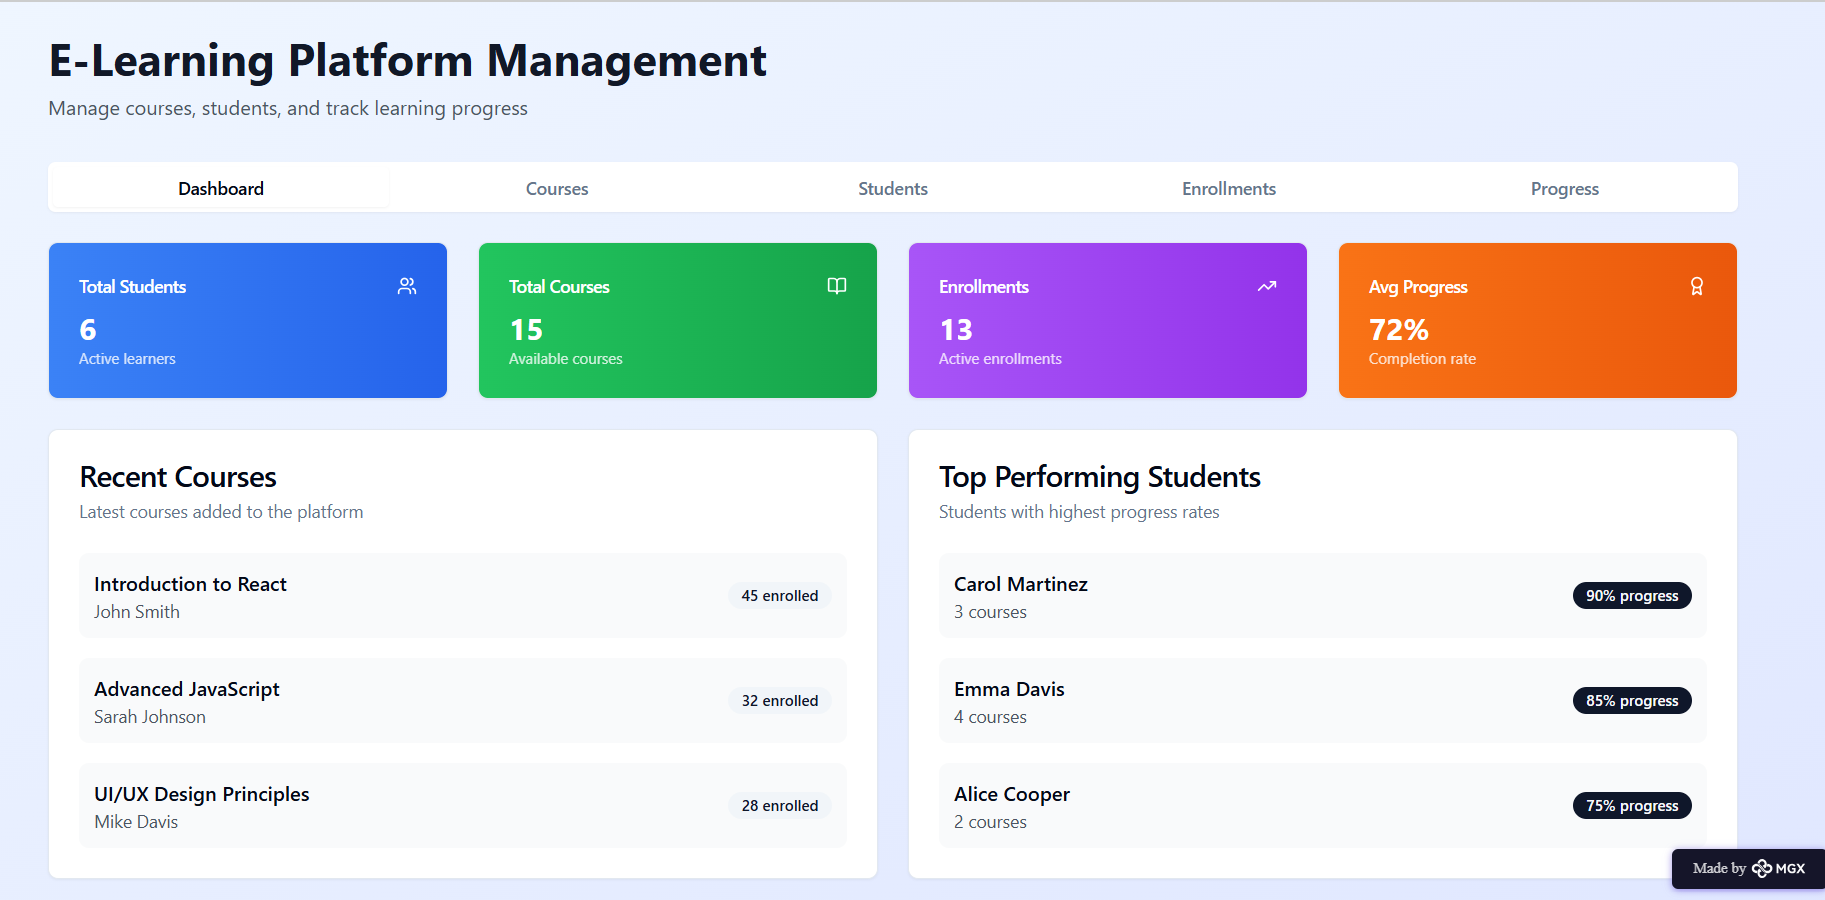 E-Learning Platform Management
Manage courses, students, and track learning progress
Dashboard
Courses
Students
Enrollments
Progress
Total Students
6
Active learners
Total Courses
15
Available courses
Enrollments
13
Active enrollments
Avg Progress
72%
Completion rate
Recent Courses
Latest courses added to the platform
Introduction to React
John Smith
45 enrolled
Advanced JavaScript
Sarah Johnson
32 enrolled
UI/UX Design Principles
Mike Davis
28 enrolled
Top Performing Students
Students with highest progress rates
Carol Martinez
3 courses
90% progress
Emma Davis
4 courses
85% progress
Alice Cooper
2 courses
75% progress
Made by MGX